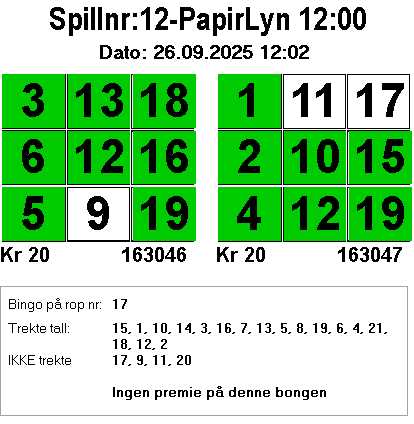 Spillnr:12-PapirLyn 12:00
Dato: 26.09.2025 12:02
3 13 18 1 11 17
6 12 16 2 10 15
5 9 19 4 12 19
Kr 20 163046 Kr 20 163047
Bingo på rop nr: 17
Trekte tall: 15, 1, 10, 14, 3, 16, 7, 13, 5, 8, 19, 6, 4, 21,
18, 12, 2
IKKE trekte 17, 9, 11, 20
Ingen premie på denne bongen